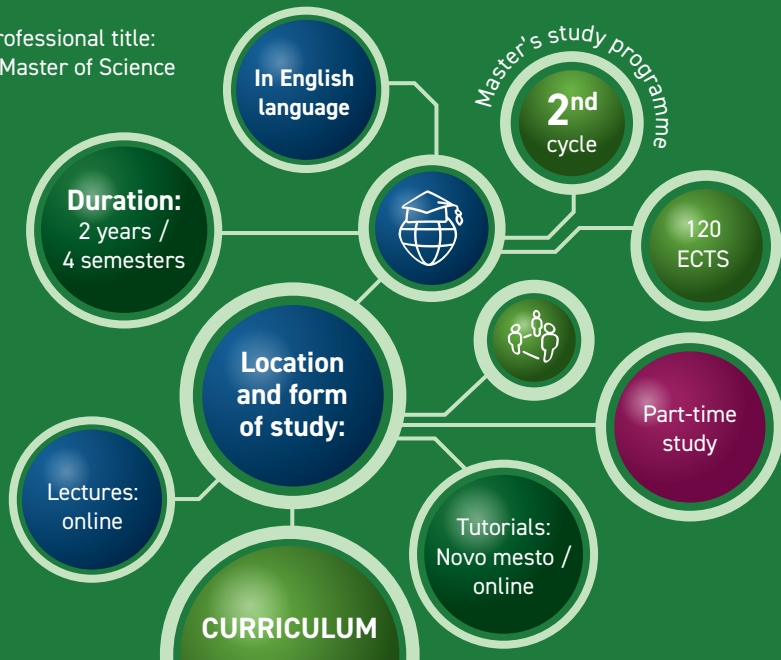 rofessional title:
Master of Science
In English
language
Master's study programme
2nd
cycle
Duration:
2 years /
4 semesters
120
ECTS
Location
and form
of study:
Part-time
study
Lectures:
online
Tutorials:
Novo mesto /
online
CURRICULUM